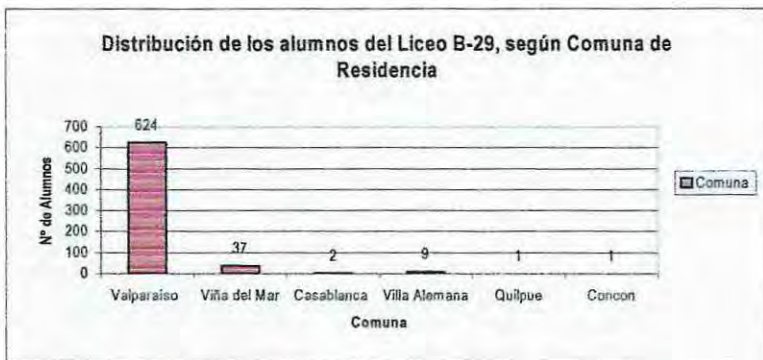 Distribución de los alumnos del Liceo B-29, según Comuna de
Residencia
Nº de Alumnos
700
600
500
400
300
200
100
0
624
37
2
9
1
1
Valparaiso
Viña del Mar
Casablanca
Villa Alemana
Quilpue
Concon
Comuna
Comuna